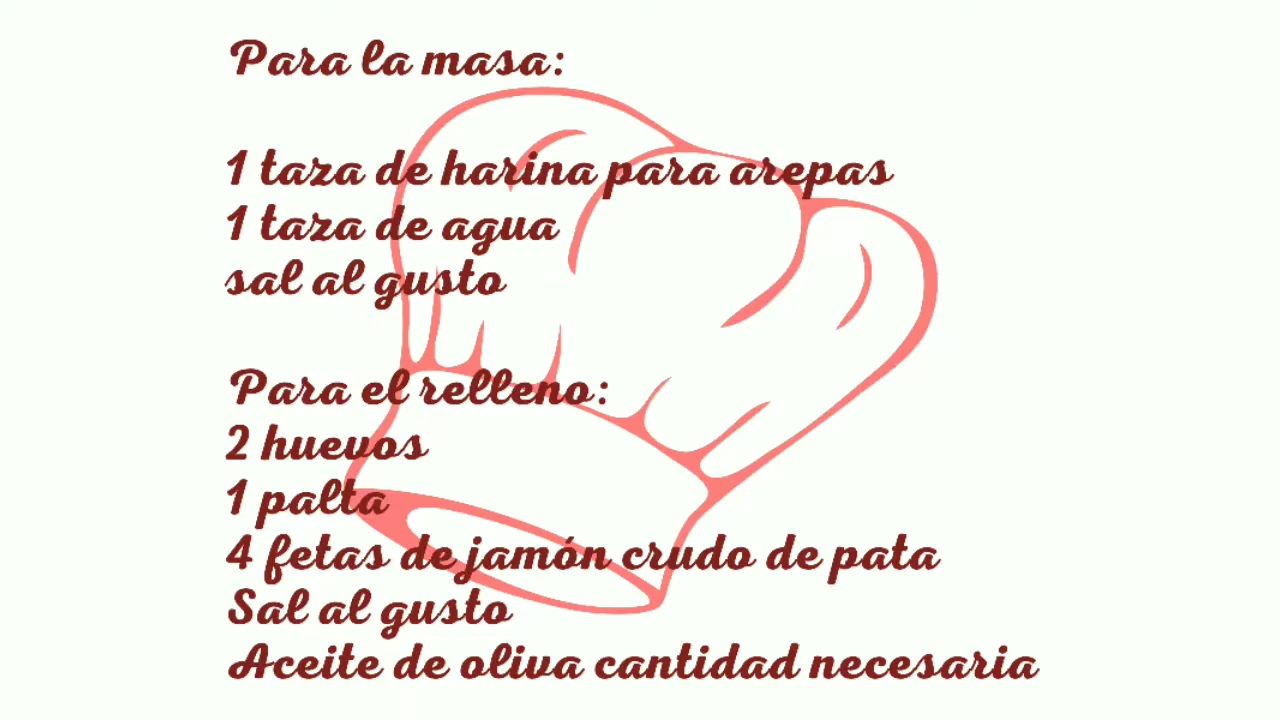 Para la masa:
1 taza de harina para arepas
1 taza de agua
sal al gusto
Para el relleno:
2 huevos
1 palta
4 fetas de jamón crudo de pata
Sal al gusto
Aceite de oliva cantidad necesaria